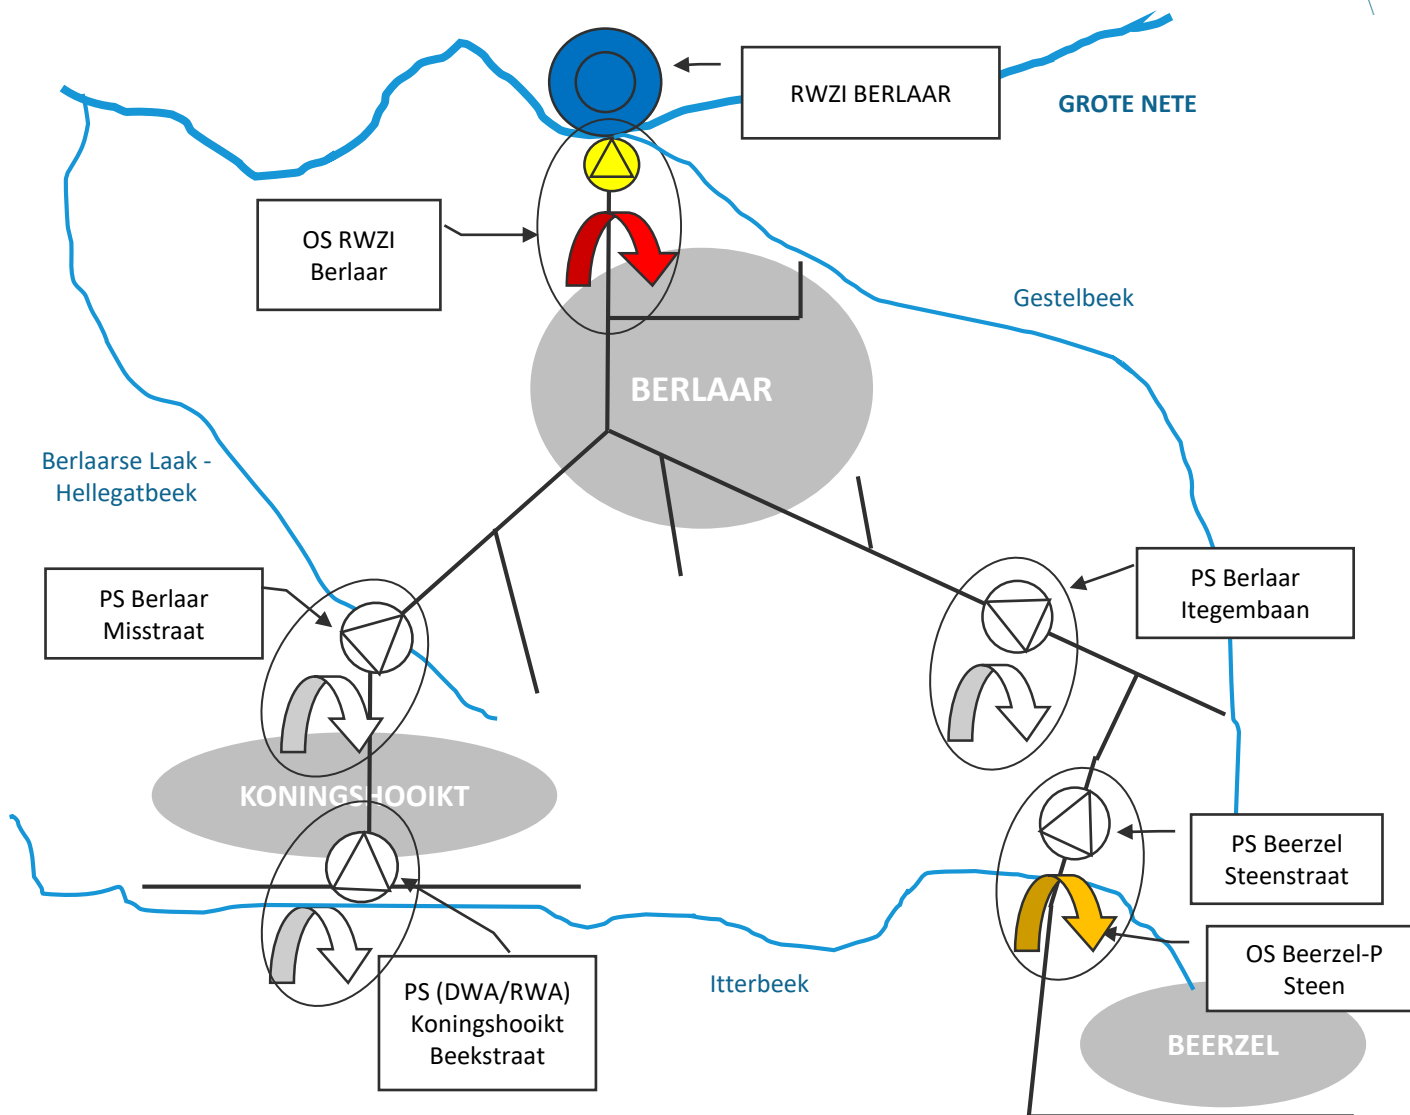 RWZI BERLAAR
GROTE NETE
OS RWZI
Berlaar
Gestelbeek
BERLAAR
Berlaarse Laak -
Hellegatbeek
PS Berlaar
Misstraat
PS Berlaar
Itegembaan
KONINGSHOOIKT
PS Beerzel
Steenstraat
OS Beerzel-P
Steen
Itterbeek
PS (DWA/RWA)
Koningshooikt
Beekstraat
BEERZEL